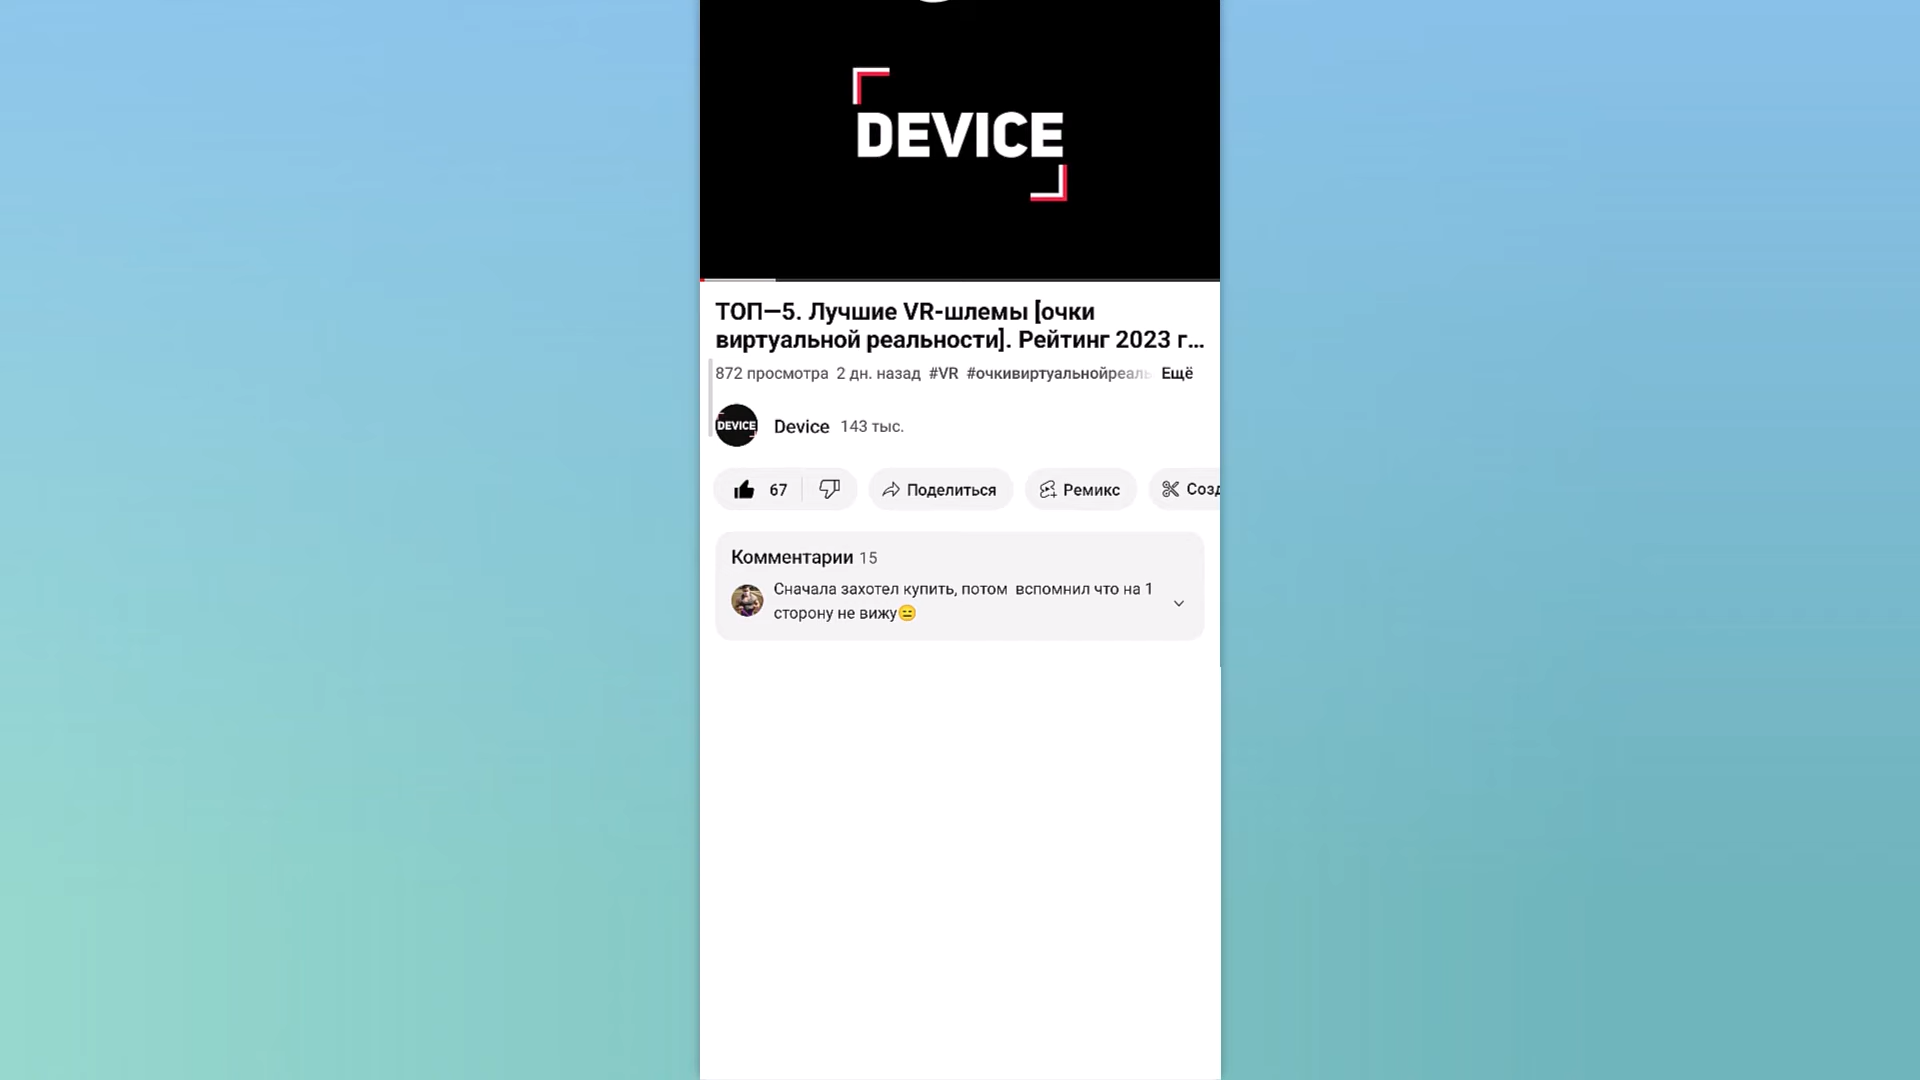 DEVICE
ТОП—5. Лучшие VR-шлемы [очки
виртуальной реальности]. Рейтинг 2023 г...
872 просмотра 2 дн. назад #VR #очкивиртуальнойреаль Ещё
DEVICE Device 143 тыс.
67 Поделиться Ремикс Созд
Комментарии 15
Сначала захотел купить, потом вспомнил что на 1
сторону не вижу😑